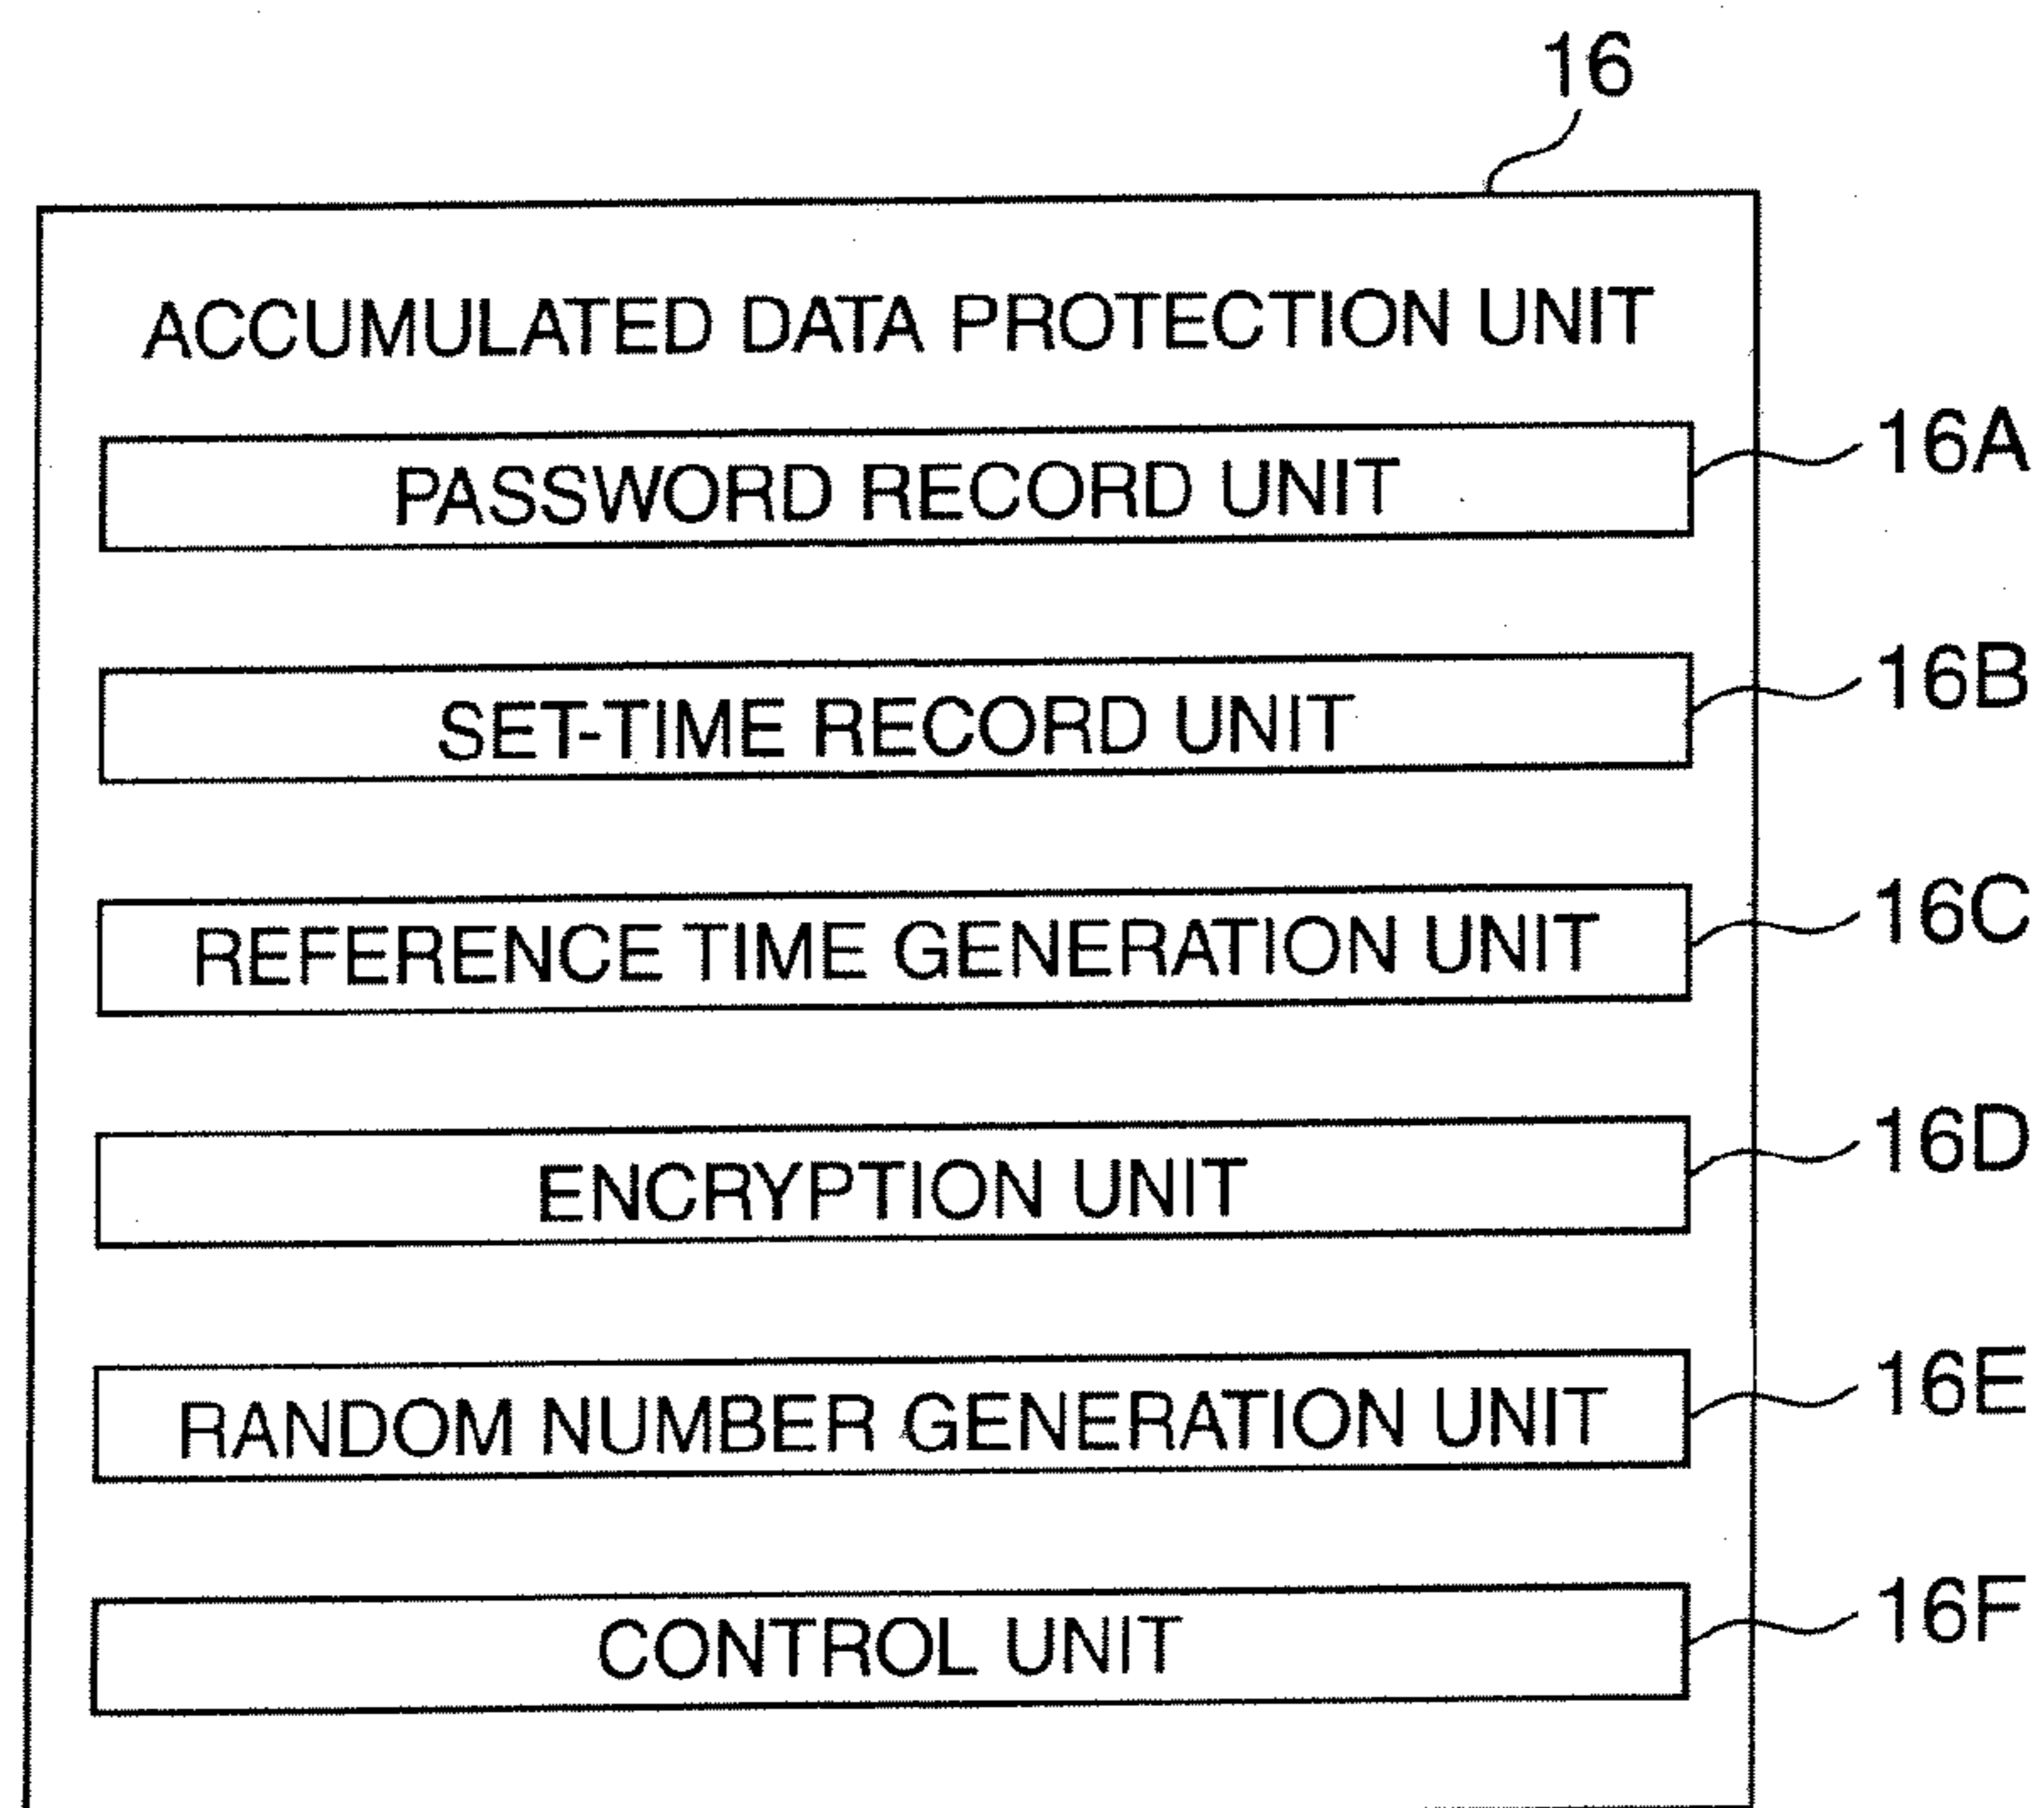 16
ACCUMULATED DATA PROTECTION UNIT
PASSWORD RECORD UNIT 16A
SET-TIME RECORD UNIT 16B
REFERENCE TIME GENERATION UNIT 16C
ENCRYPTION UNIT 16D
RANDOM NUMBER GENERATION UNIT 16E
CONTROL UNIT 16F